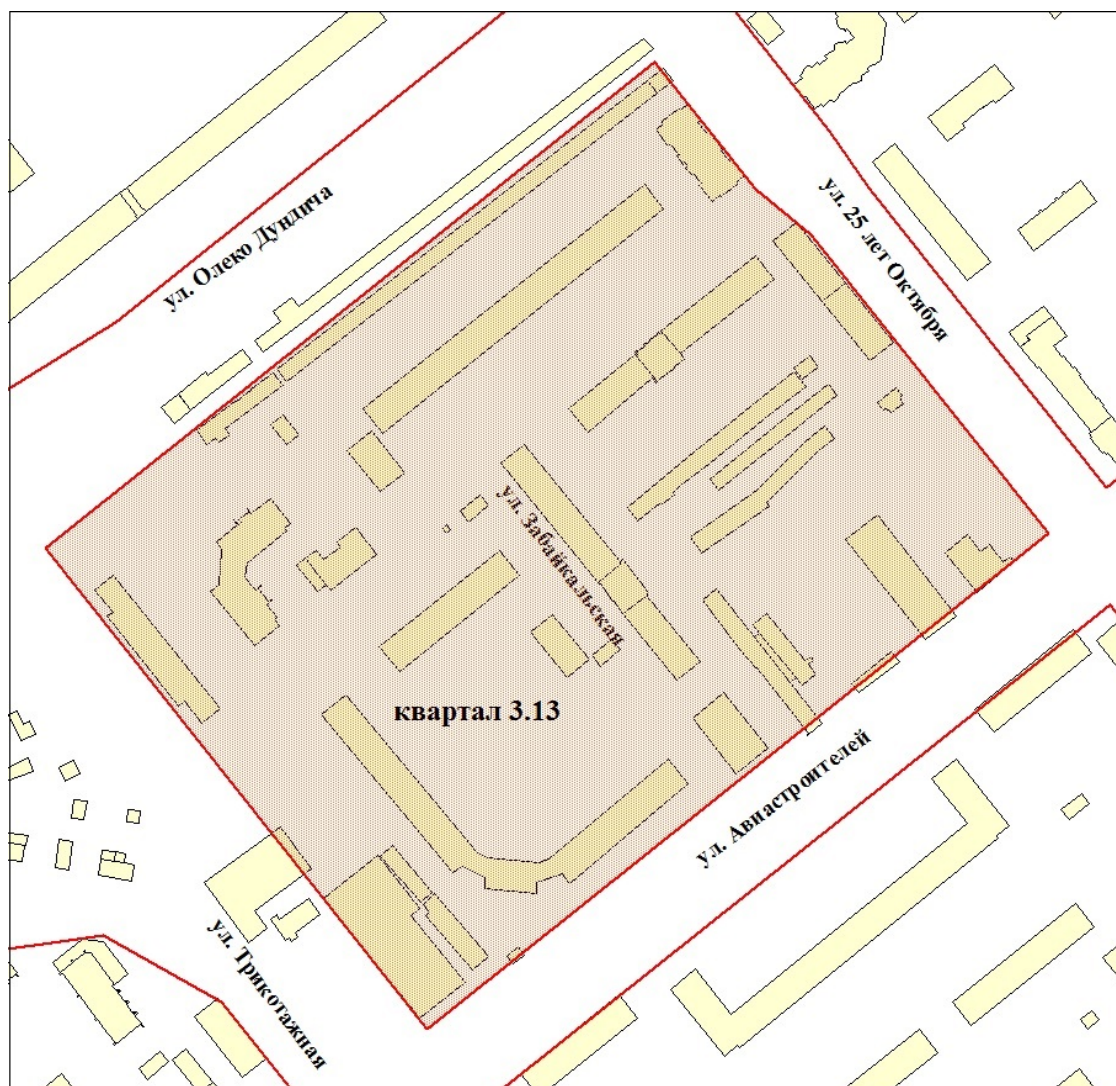 ул. Олеко Дундича
ул. 25 лет Октября
ул. Забайкальская
квартал 3.13
ул. Авиастроителей
ул. Трикотажная